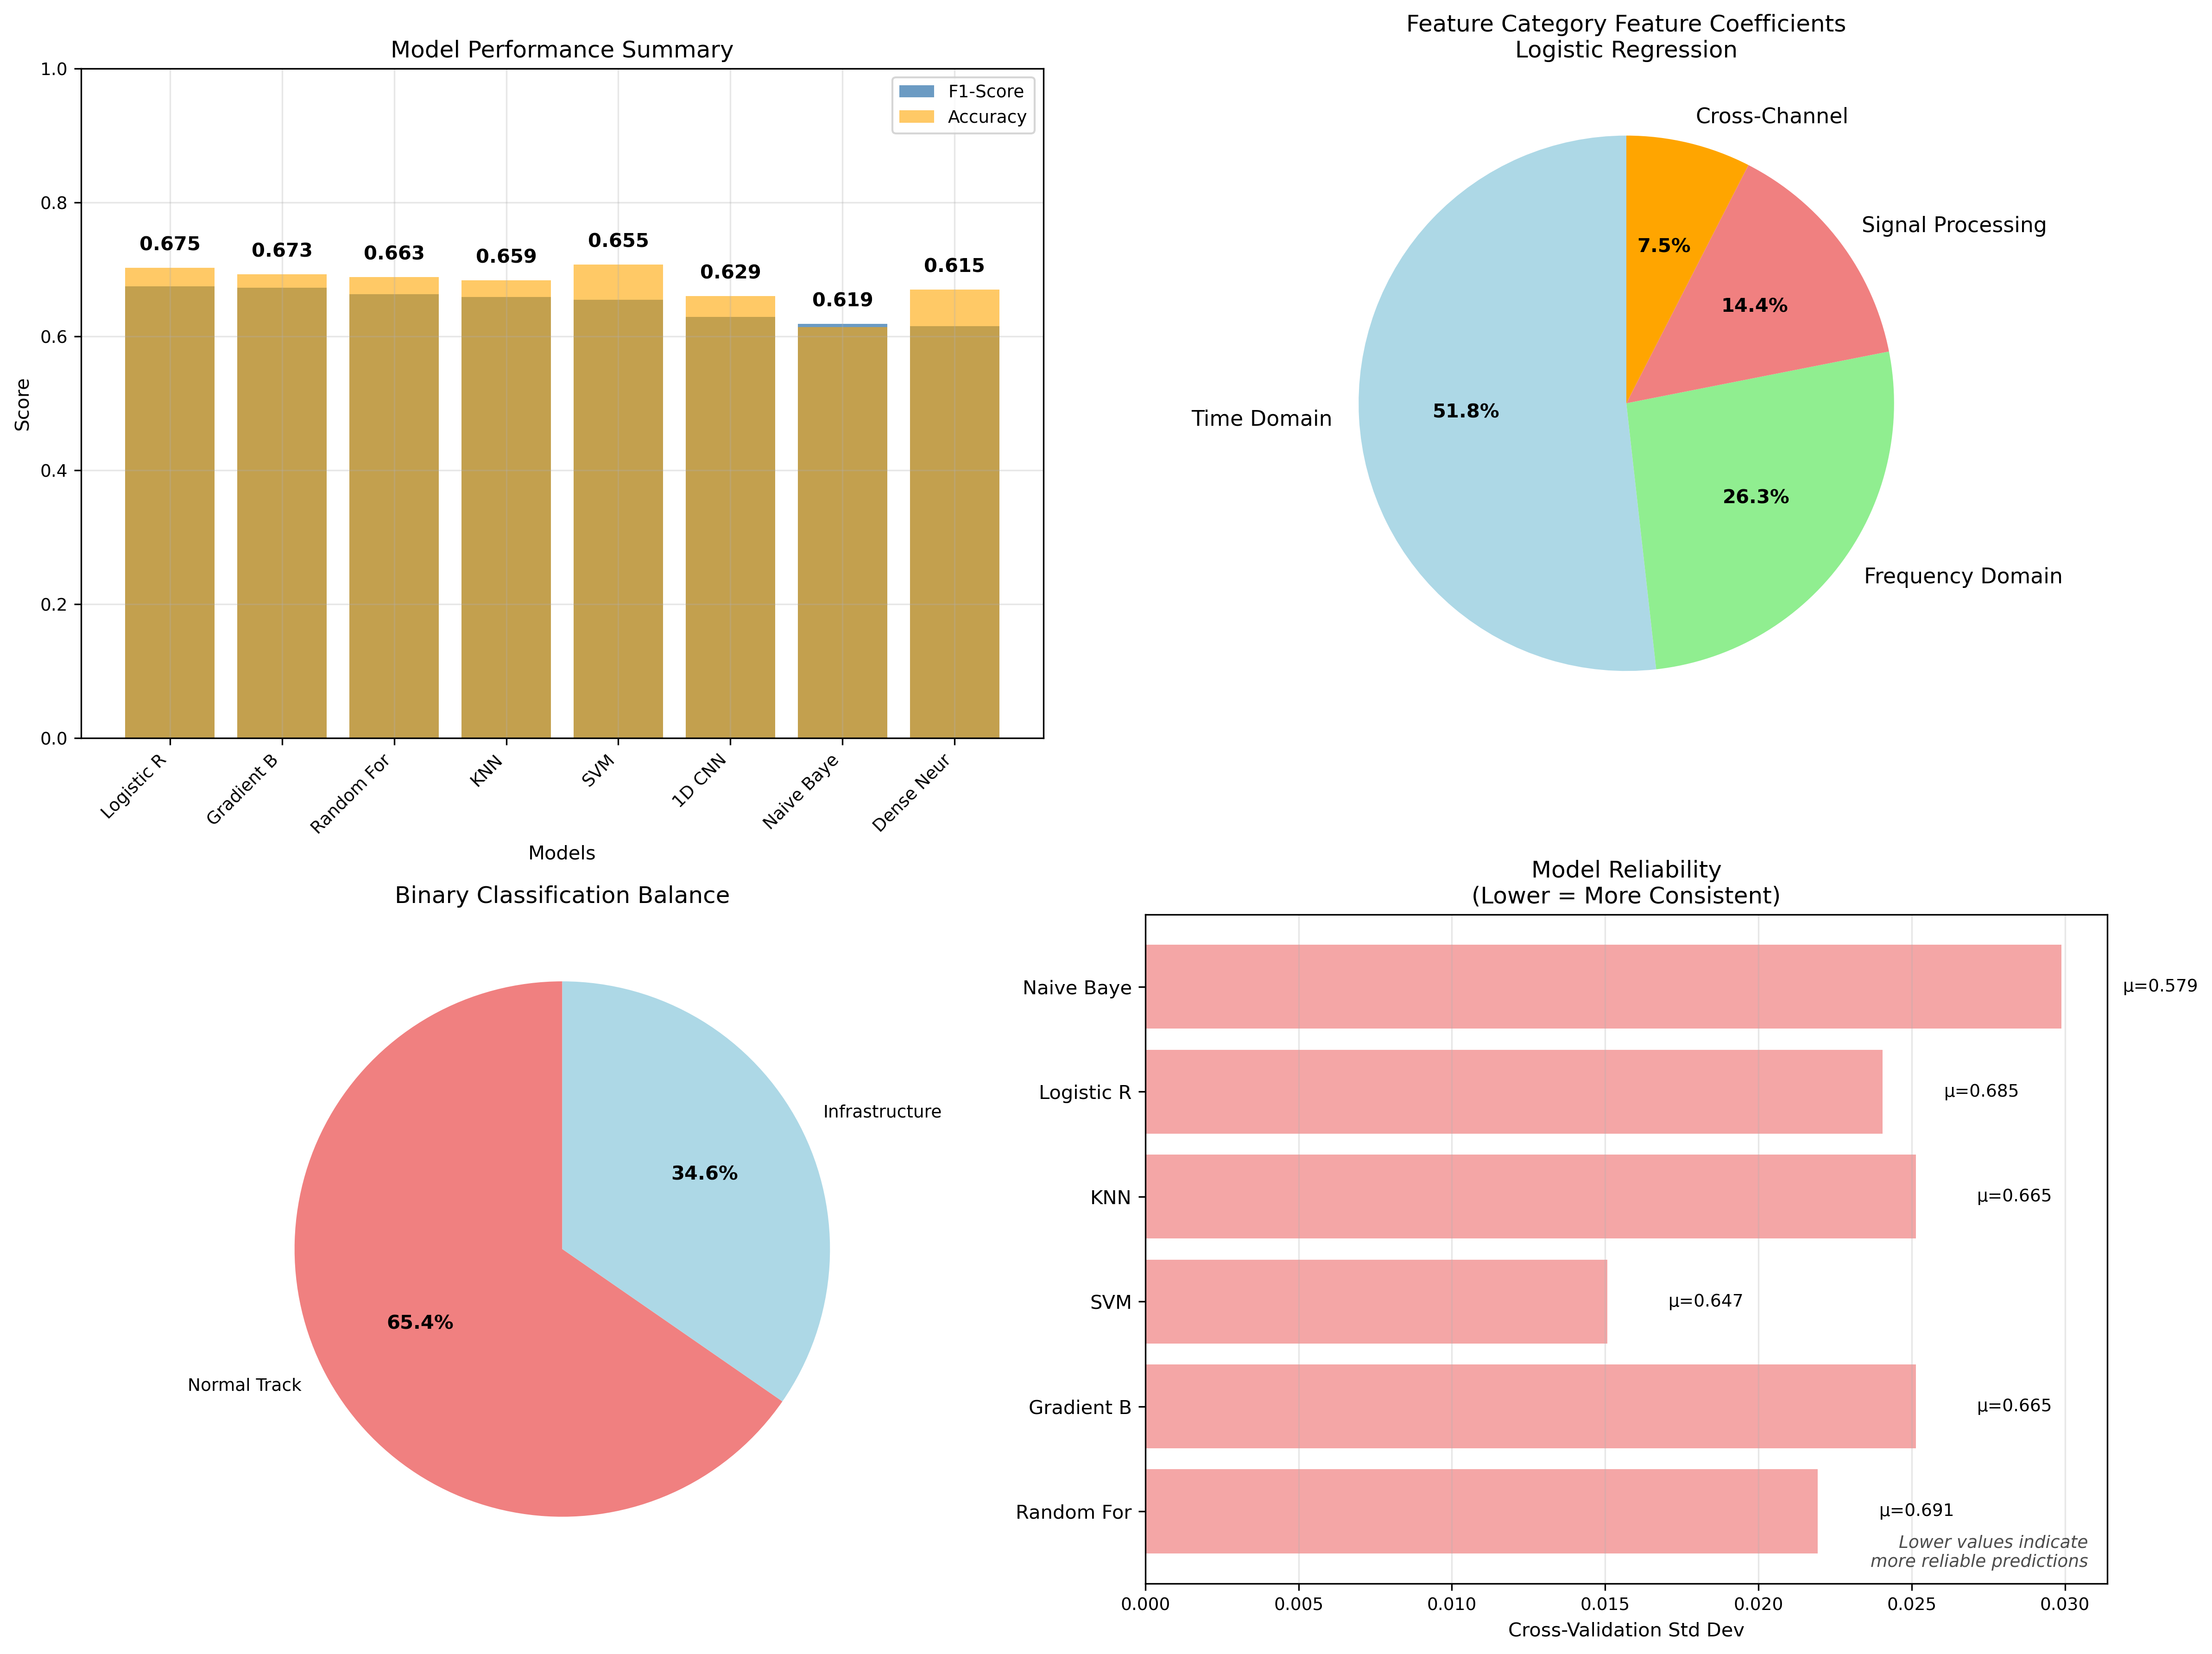 Model Performance Summary
F1-Score
Accuracy
1.0
0.8
0.6
0.4
0.2
0.0
Score
0.675
0.673
0.663
0.659
0.655
0.629
0.619
0.615
Logistic R
Gradient B
Random For
KNN
SVM
1D CNN
Naive Baye
Dense Neur
Models
Feature Category Feature Coefficients
Logistic Regression
Cross-Channel
Signal Processing
Time Domain
Frequency Domain
7.5%
14.4%
51.8%
26.3%
Binary Classification Balance
Infrastructure
34.6%
65.4%
Normal Track
Model Reliability
(Lower = More Consistent)
Naive Baye
μ=0.579
Logistic R
μ=0.685
KNN
μ=0.665
SVM
μ=0.647
Gradient B
μ=0.665
Random For
μ=0.691
Lower values indicate
more reliable predictions
0.000
0.005
0.010
0.015
0.020
0.025
0.030
Cross-Validation Std Dev